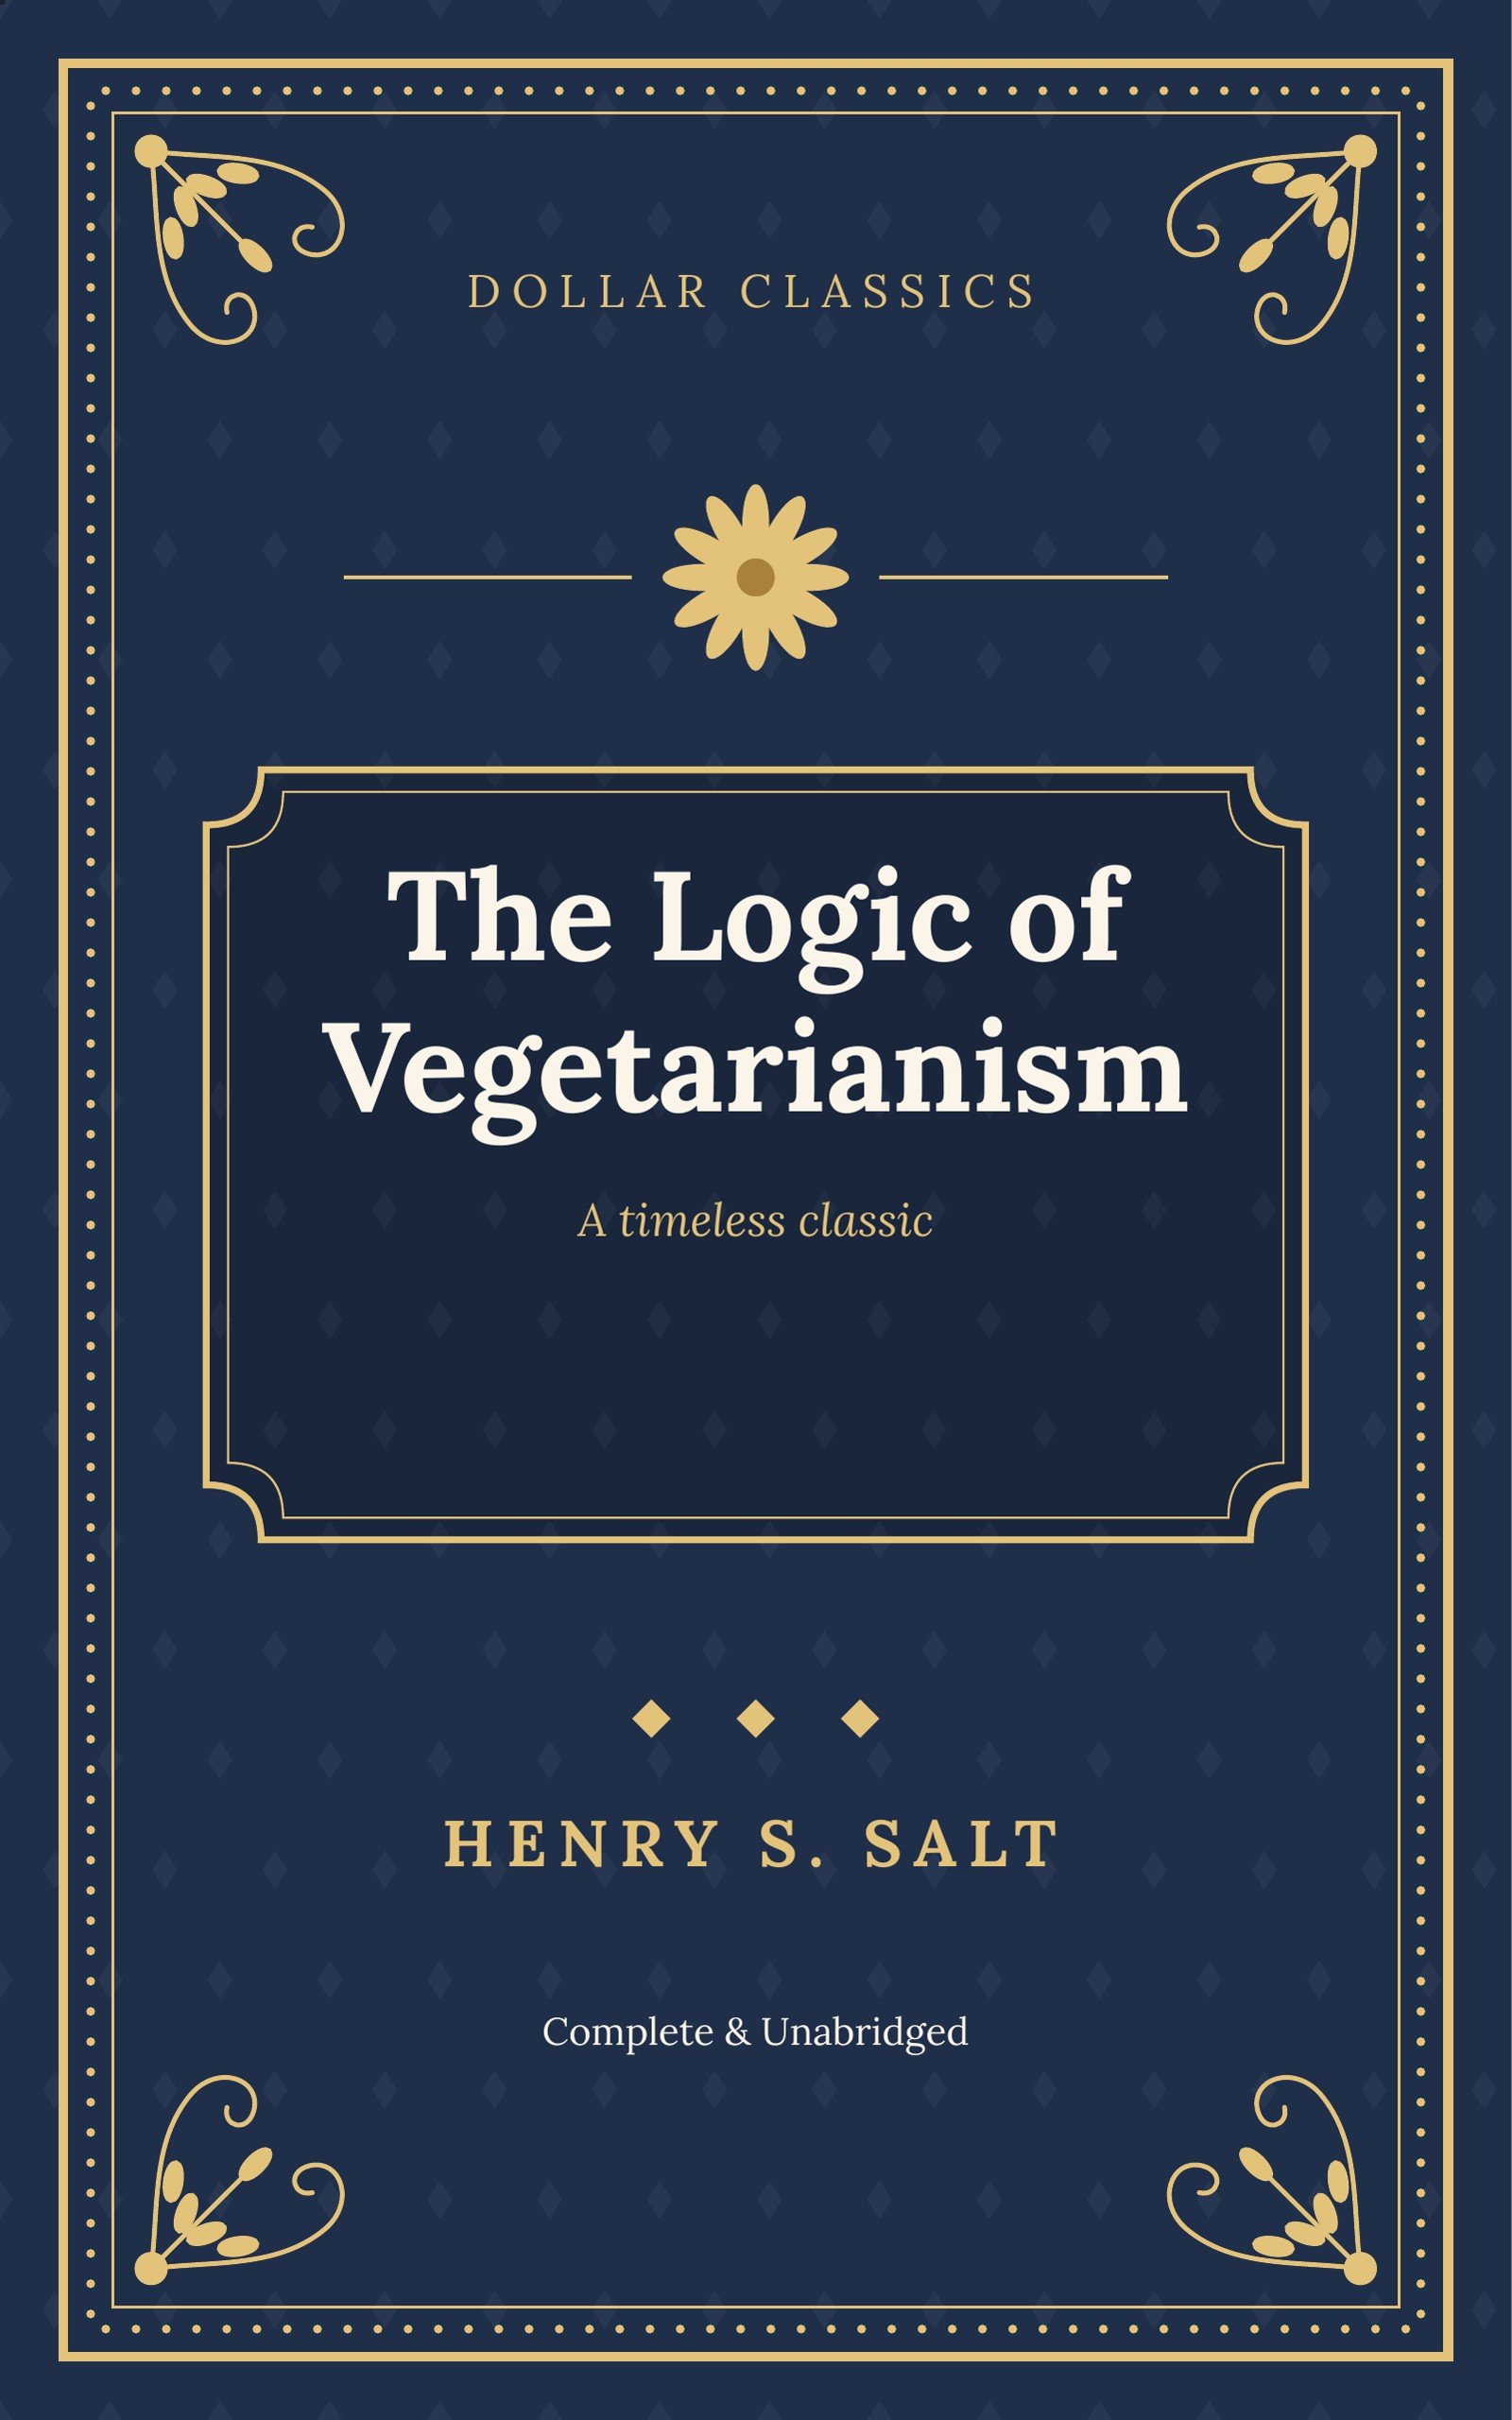 DOLLAR CLASSICS
The Logic of
Vegetarianism
A timeless classic
HENRY S. SALT
Complete & Unabridged